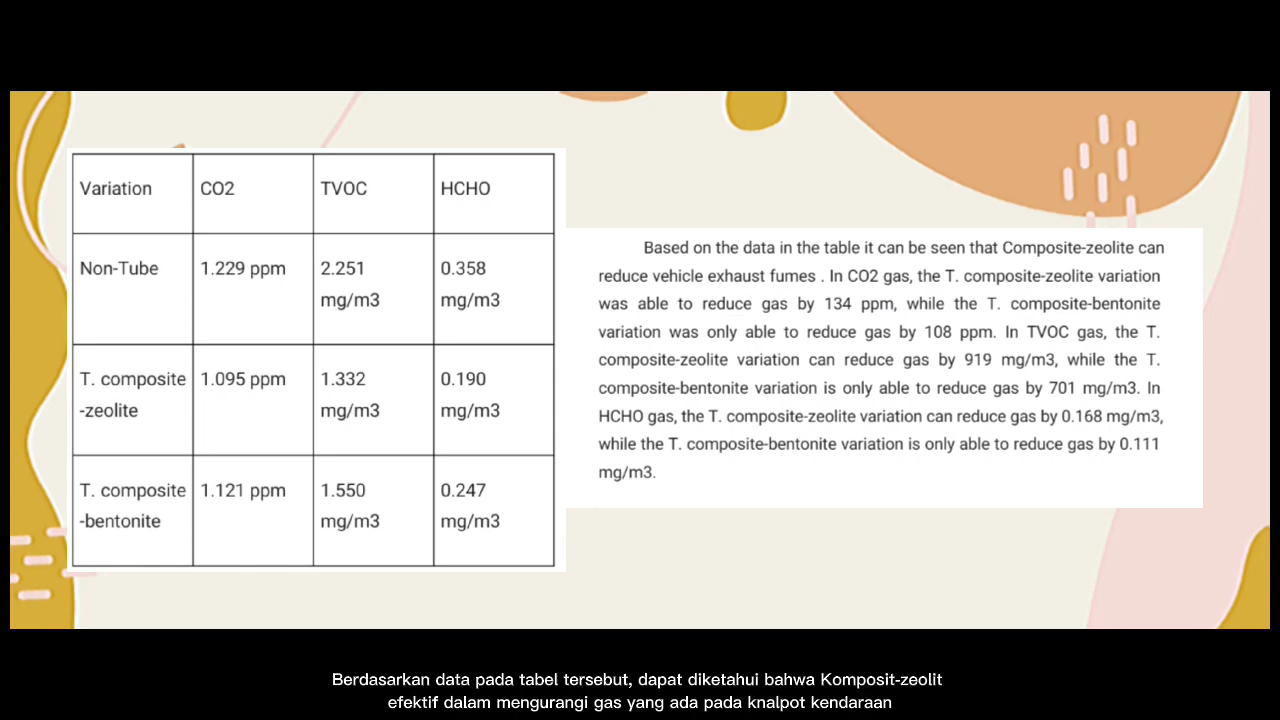 Variation CO2 TVOC HCHO
Non-Tube 1.229 ppm 2.251 mg/m3 0.358 mg/m3
T. composite -zeolite 1.095 ppm 1.332 mg/m3 0.190 mg/m3
T. composite -bentonite 1.121 ppm 1.550 mg/m3 0.247 mg/m3
Based on the data in the table it can be seen that Composite-zeolite can
reduce vehicle exhaust fumes . In CO2 gas, the T. composite-zeolite variation
was able to reduce gas by 134 ppm, while the T. composite-bentonite
variation was only able to reduce gas by 108 ppm. In TVOC gas, the T.
composite-zeolite variation can reduce gas by 919 mg/m3, while the T.
composite-bentonite variation is only able to reduce gas by 701 mg/m3. In
HCHO gas, the T. composite-zeolite variation can reduce gas by 0.168 mg/m3,
while the T. composite-bentonite variation is only able to reduce gas by 0.111
mg/m3.
Berdasarkan data pada tabel tersebut, dapat diketahui bahwa Komposit-zeolit
efektif dalam mengurangi gas yang ada pada knalpot kendaraan